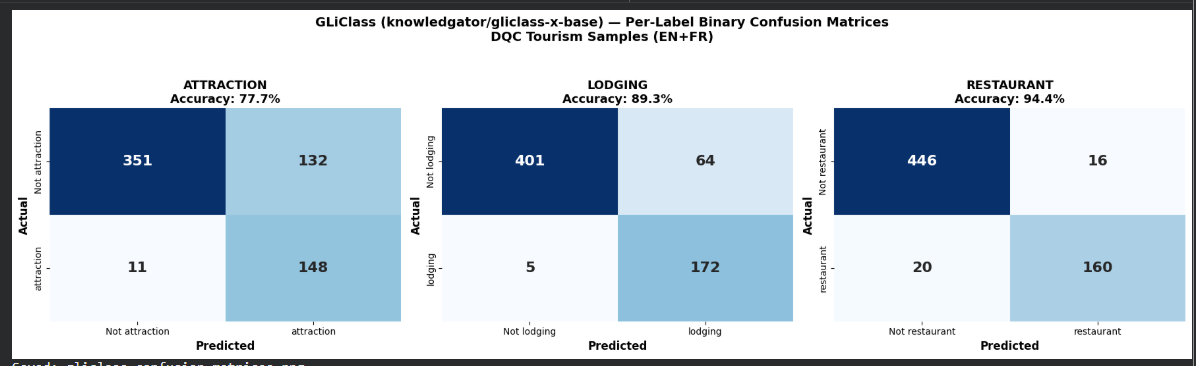 GLiClass (knowledgator/gliclass-x-base) — Per-Label Binary Confusion Matrices
DQC Tourism Samples (EN+FR)
ATTRACTION
Accuracy: 77.7%
Actual
Not attraction
attraction
351
132
11
148
Not attraction
attraction
Predicted
LODGING
Accuracy: 89.3%
Actual
Not lodging
lodging
401
64
5
172
Not lodging
lodging
Predicted
RESTAURANT
Accuracy: 94.4%
Actual
Not restaurant
restaurant
446
16
20
160
Not restaurant
restaurant
Predicted